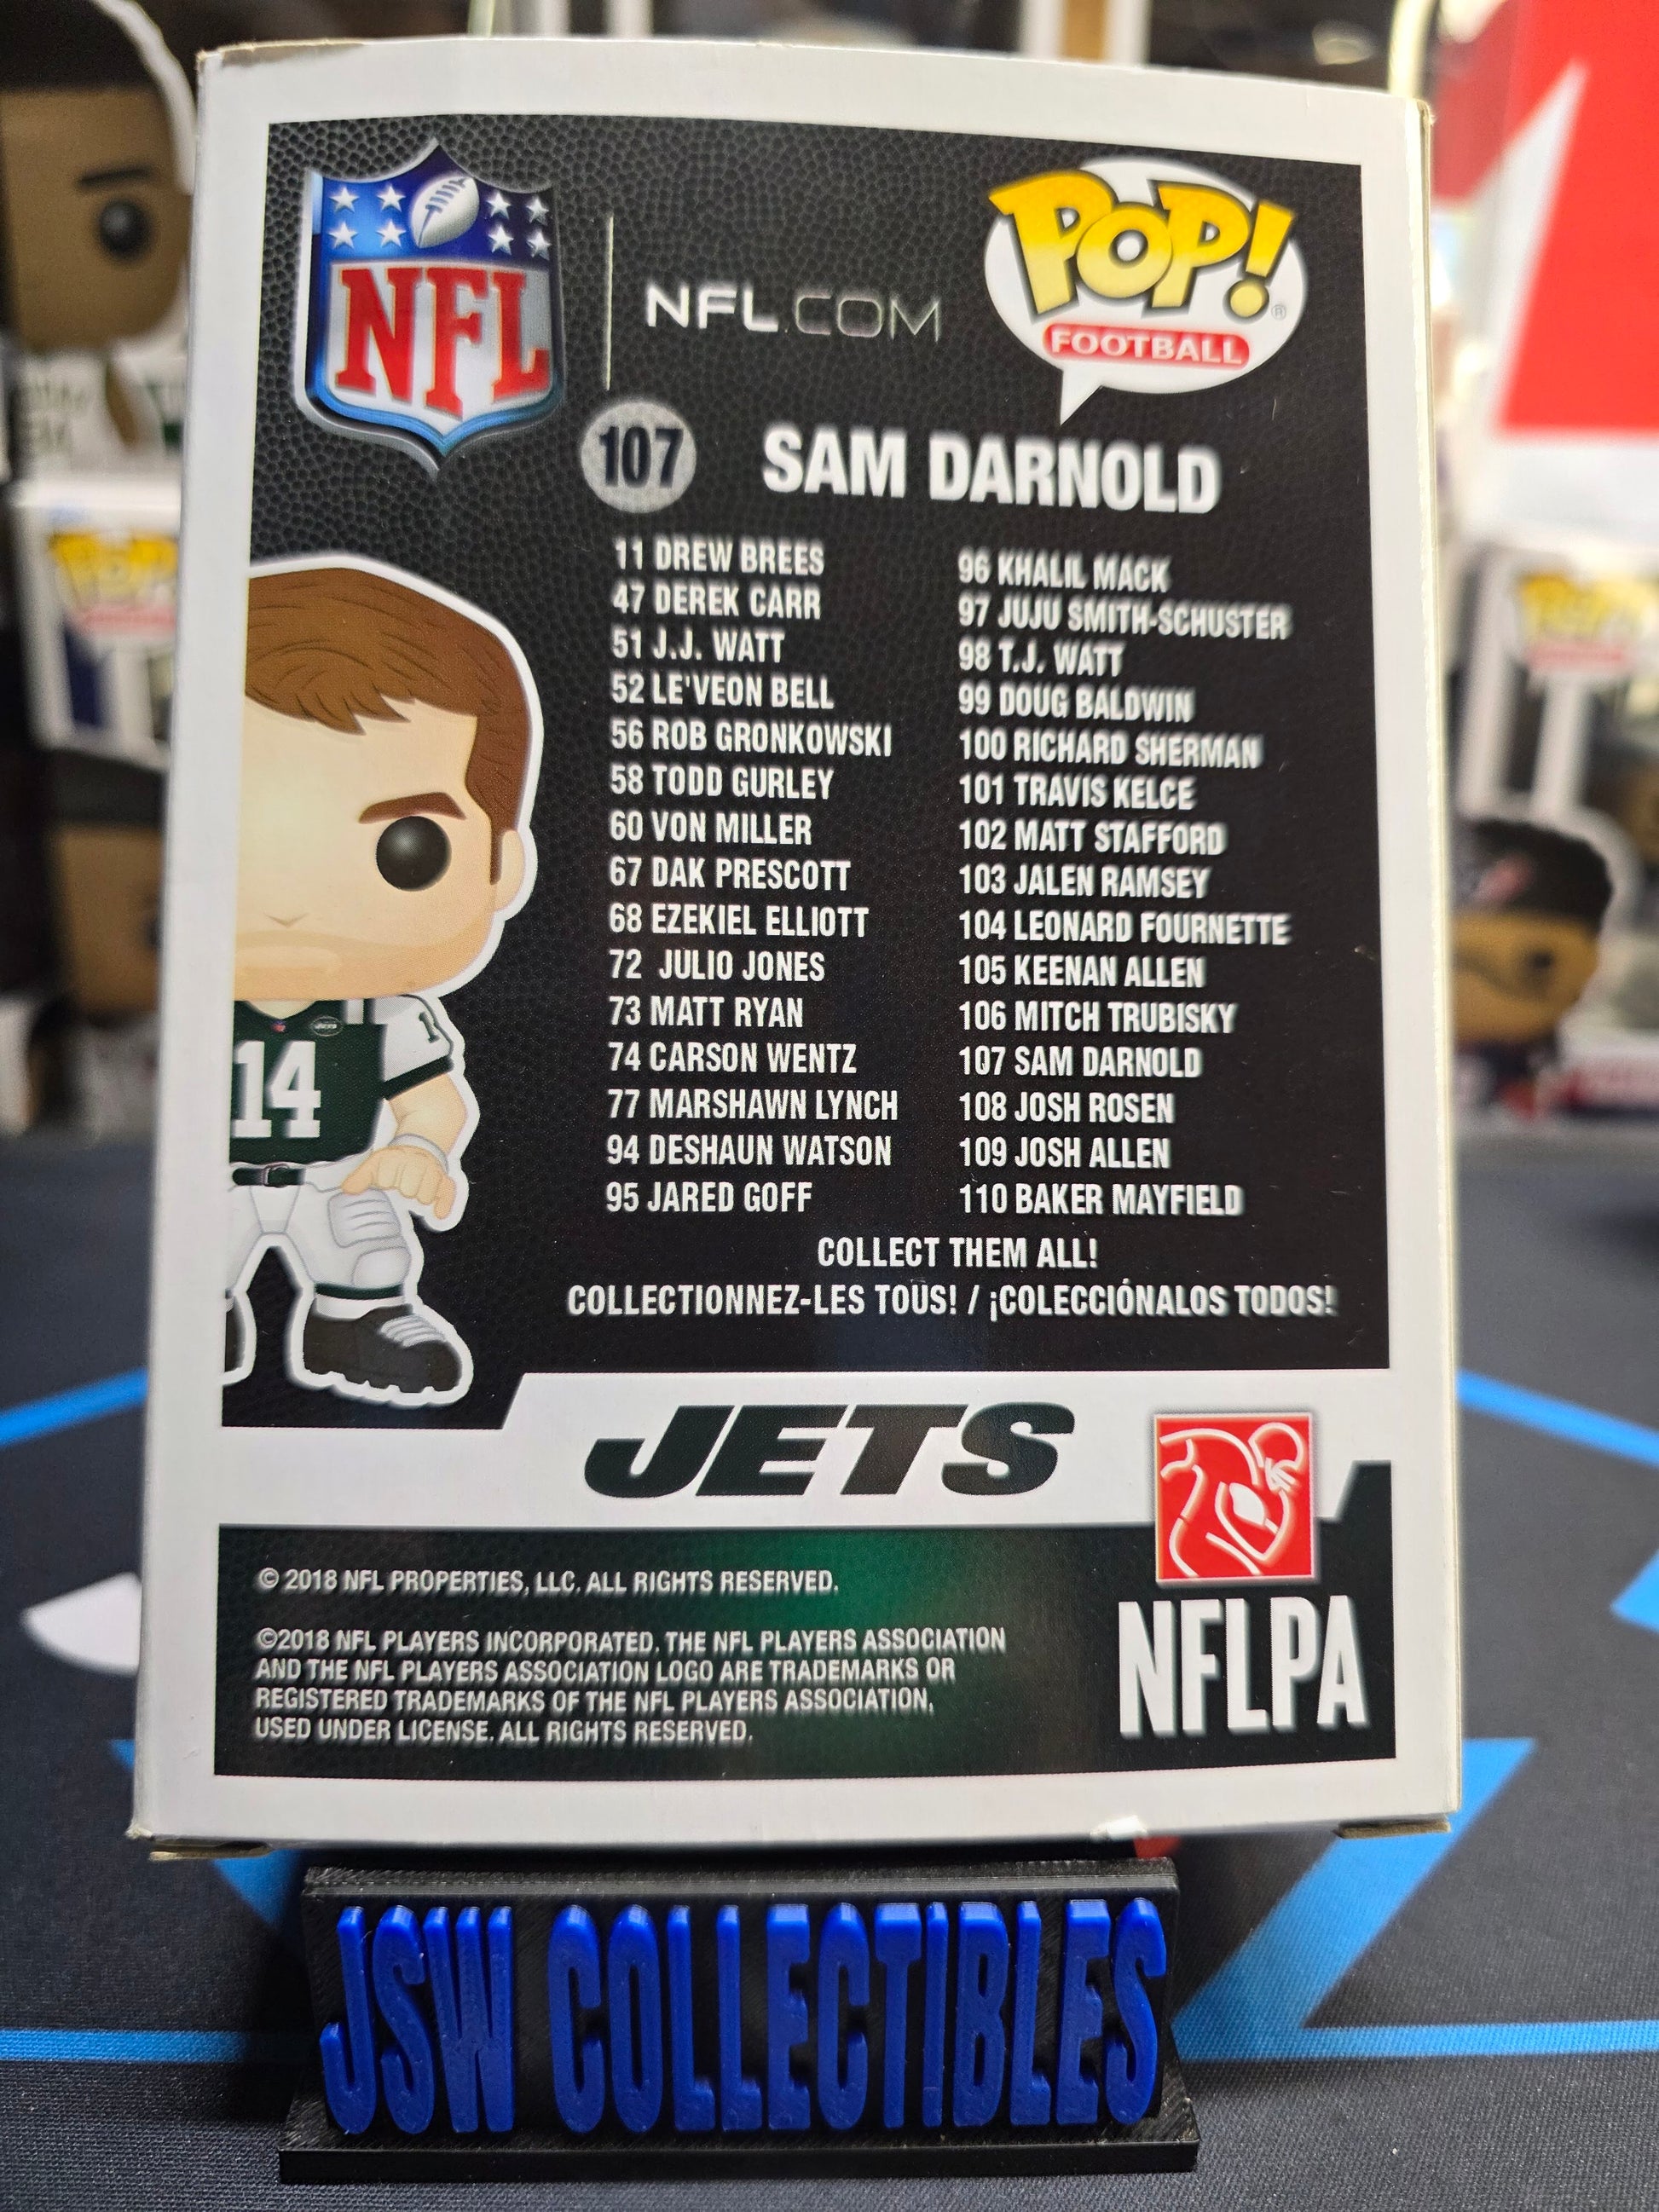 NFL
NFL.COM
POP!
®
FOOTBALL
107 SAM DARNOLD
11 DREW BREES
47 DEREK CARR
51 J.J. WATT
52 LE'VEON BELL
56 ROB GRONKOWSKI
58 TODD GURLEY
60 VON MILLER
67 DAK PRESCOTT
68 EZEKIEL ELLIOTT
72 JULIO JONES
73 MATT RYAN
74 CARSON WENTZ
77 MARSHAWN LYNCH
94 DESHAUN WATSON
95 JARED GOFF
96 KHALIL MACK
97 JUJU SMITH-SCHUSTER
98 T.J. WATT
99 DOUG BALDWIN
100 RICHARD SHERMAN
101 TRAVIS KELCE
102 MATT STAFFORD
103 JALEN RAMSEY
104 LEONARD FOURNETTE
105 KEENAN ALLEN
106 MITCH TRUBISKY
107 SAM DARNOLD
108 JOSH ROSEN
109 JOSH ALLEN
110 BAKER MAYFIELD
COLLECT THEM ALL!
COLLECTIONNEZ-LES TOUS! / ¡COLECCIÓNALOS TODOS!
14
1
JETS
© 2018 NFL PROPERTIES, LLC. ALL RIGHTS RESERVED.
©2018 NFL PLAYERS INCORPORATED. THE NFL PLAYERS ASSOCIATION
AND THE NFL PLAYERS ASSOCIATION LOGO ARE TRADEMARKS OR
REGISTERED TRADEMARKS OF THE NFL PLAYERS ASSOCIATION,
USED UNDER LICENSE. ALL RIGHTS RESERVED.
NFLPA
JSW COLLECTIBLES
POP